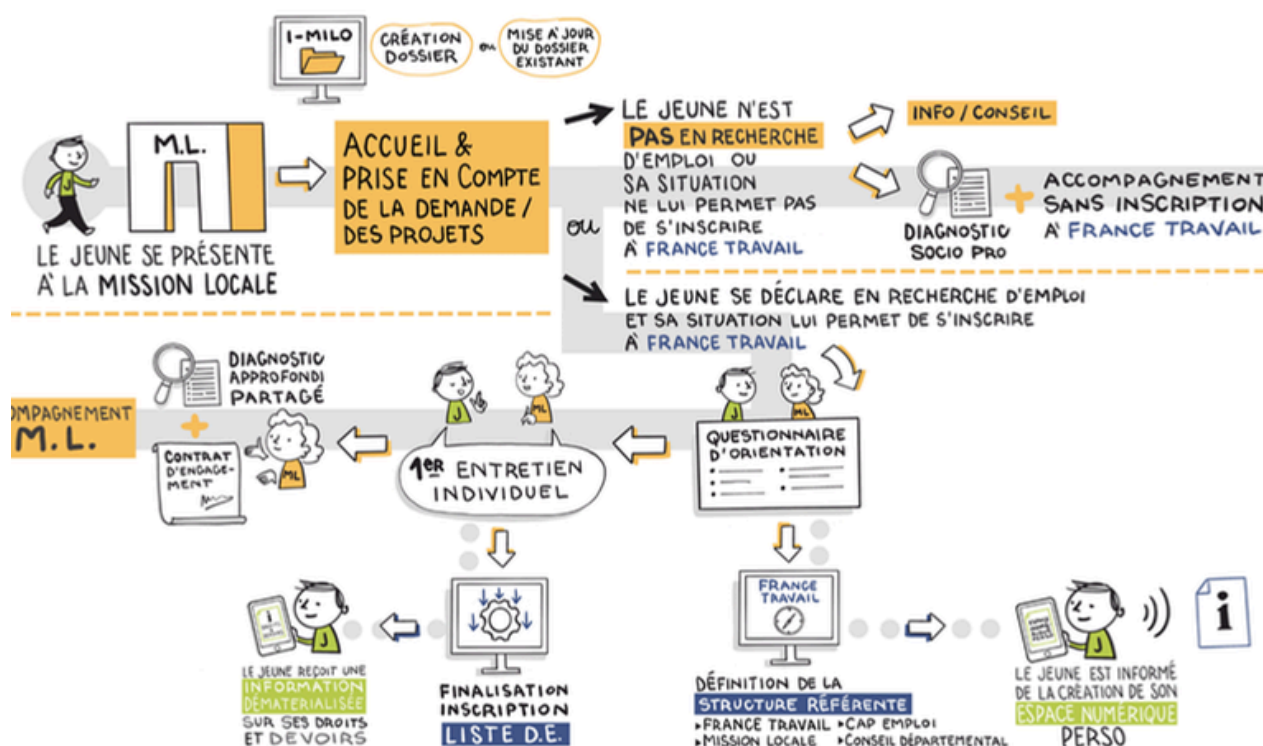 I-MILO
CRÉATION
DOSSIER
ou
MISE À JOUR
DU DOSSIER
EXISTANT
M.L.
J
LE JEUNE SE PRÉSENTE
À LA MISSION LOCALE
ACCUEIL &
PRISE EN COMPTE
DE LA DEMANDE /
DES PROJETS
ou
LE JEUNE N'EST
PAS EN RECHERCHE
D'EMPLOI OU
SA SITUATION
NE LUI PERMET PAS
DE S'INSCRIRE
À FRANCE TRAVAIL
INFO / CONSEIL
DIAGNOSTIC
SOCIO PRO
+
ACCOMPAGNEMENT
SANS INSCRIPTION
À FRANCE TRAVAIL
LE JEUNE SE DÉCLARE EN RECHERCHE D'EMPLOI
ET SA SITUATION LUI PERMET DE S'INSCRIRE
À FRANCE TRAVAIL
J
ML
QUESTIONNAIRE
D'ORIENTATION
J
ML
1ER ENTRETIEN
INDIVIDUEL
DIAGNOSTIC
APPROFONDI
PARTAGÉ
+
CONTRAT
D'ENGAGE-
MENT
ML
OMPAGNEMENT
M.L.
FINALISATION
INSCRIPTION
LISTE D.E.
J
LE JEUNE REÇOIT UNE
INFORMATION
DÉMATERIALISÉE
SUR SES DROITS
ET DEVOIRS
FRANCE
TRAVAIL
DÉFINITION DE LA
STRUCTURE RÉFÉRENTE
▸FRANCE TRAVAIL ▸CAP EMPLOI
▸MISSION LOCALE ▸CONSEIL DÉPARTEMENTAL
J
i
LE JEUNE EST INFORMÉ
DE LA CRÉATION DE SON
ESPACE NUMÉRIQUE
PERSO